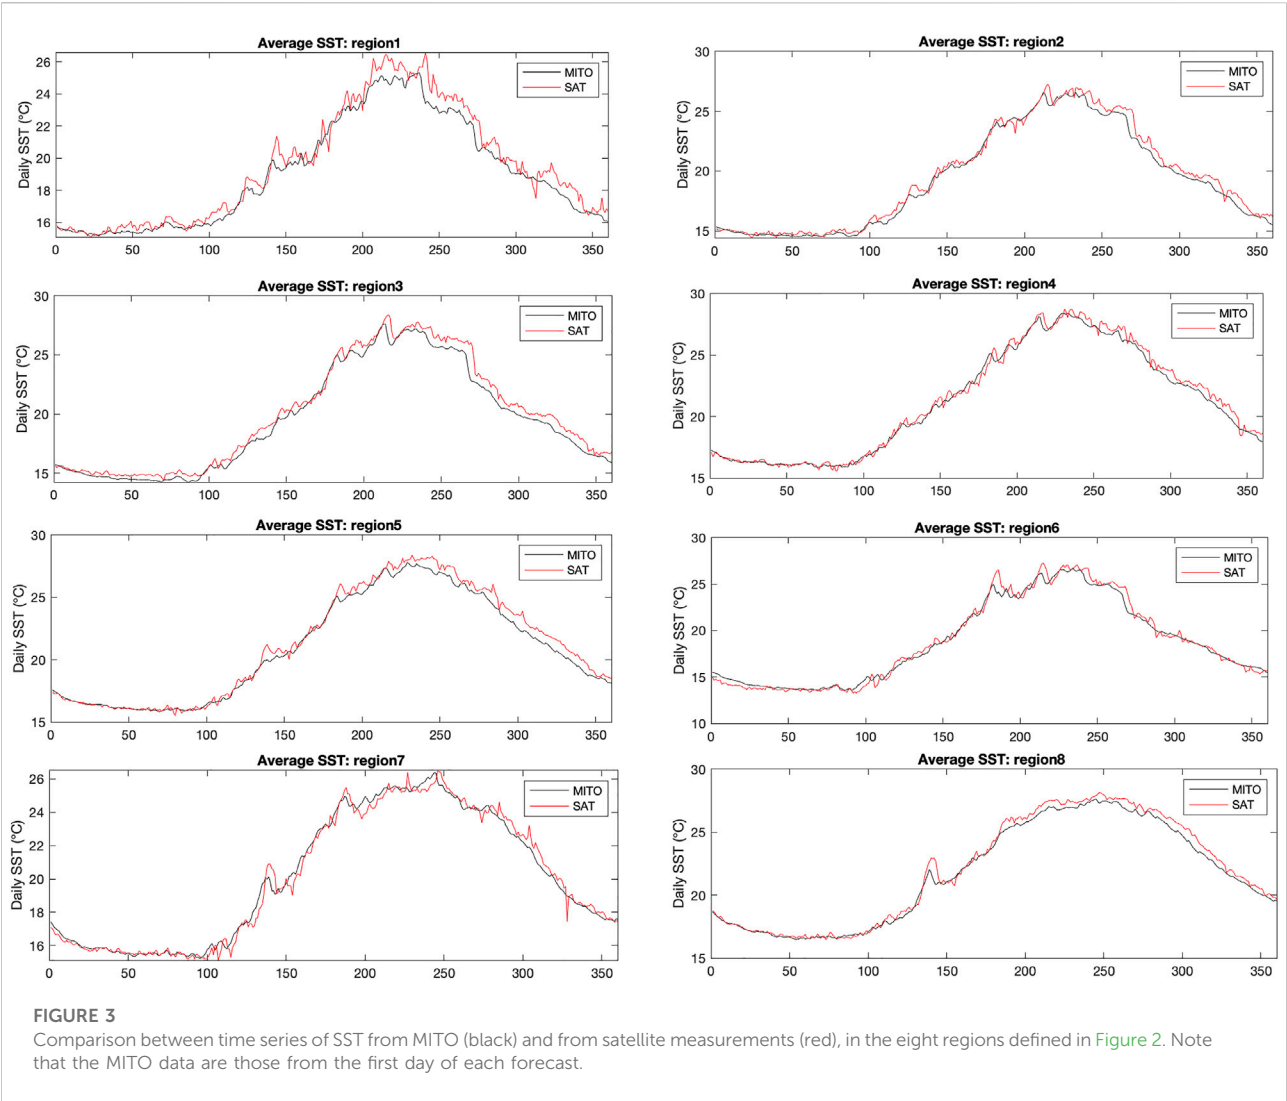 Average SST: region1
Daily SST (°C)
26
24
22
20
18
16
0 50 100 150 200 250 300 350
MITO
SAT
Average SST: region2
Daily SST (°C)
30
25
20
15
0 50 100 150 200 250 300 350
MITO
SAT
Average SST: region3
Daily SST (°C)
30
25
20
15
0 50 100 150 200 250 300 350
MITO
SAT
Average SST: region4
Daily SST (°C)
30
25
20
15
0 50 100 150 200 250 300 350
MITO
SAT
Average SST: region5
Daily SST (°C)
30
25
20
15
0 50 100 150 200 250 300 350
MITO
SAT
Average SST: region6
Daily SST (°C)
30
25
20
15
10
0 50 100 150 200 250 300 350
MITO
SAT
Average SST: region7
Daily SST (°C)
26
24
22
20
18
16
0 50 100 150 200 250 300 350
MITO
SAT
Average SST: region8
Daily SST (°C)
30
25
20
15
0 50 100 150 200 250 300 350
MITO
SAT
FIGURE 3
Comparison between time series of SST from MITO (black) and from satellite measurements (red), in the eight regions defined in Figure 2. Note
that the MITO data are those from the first day of each forecast.